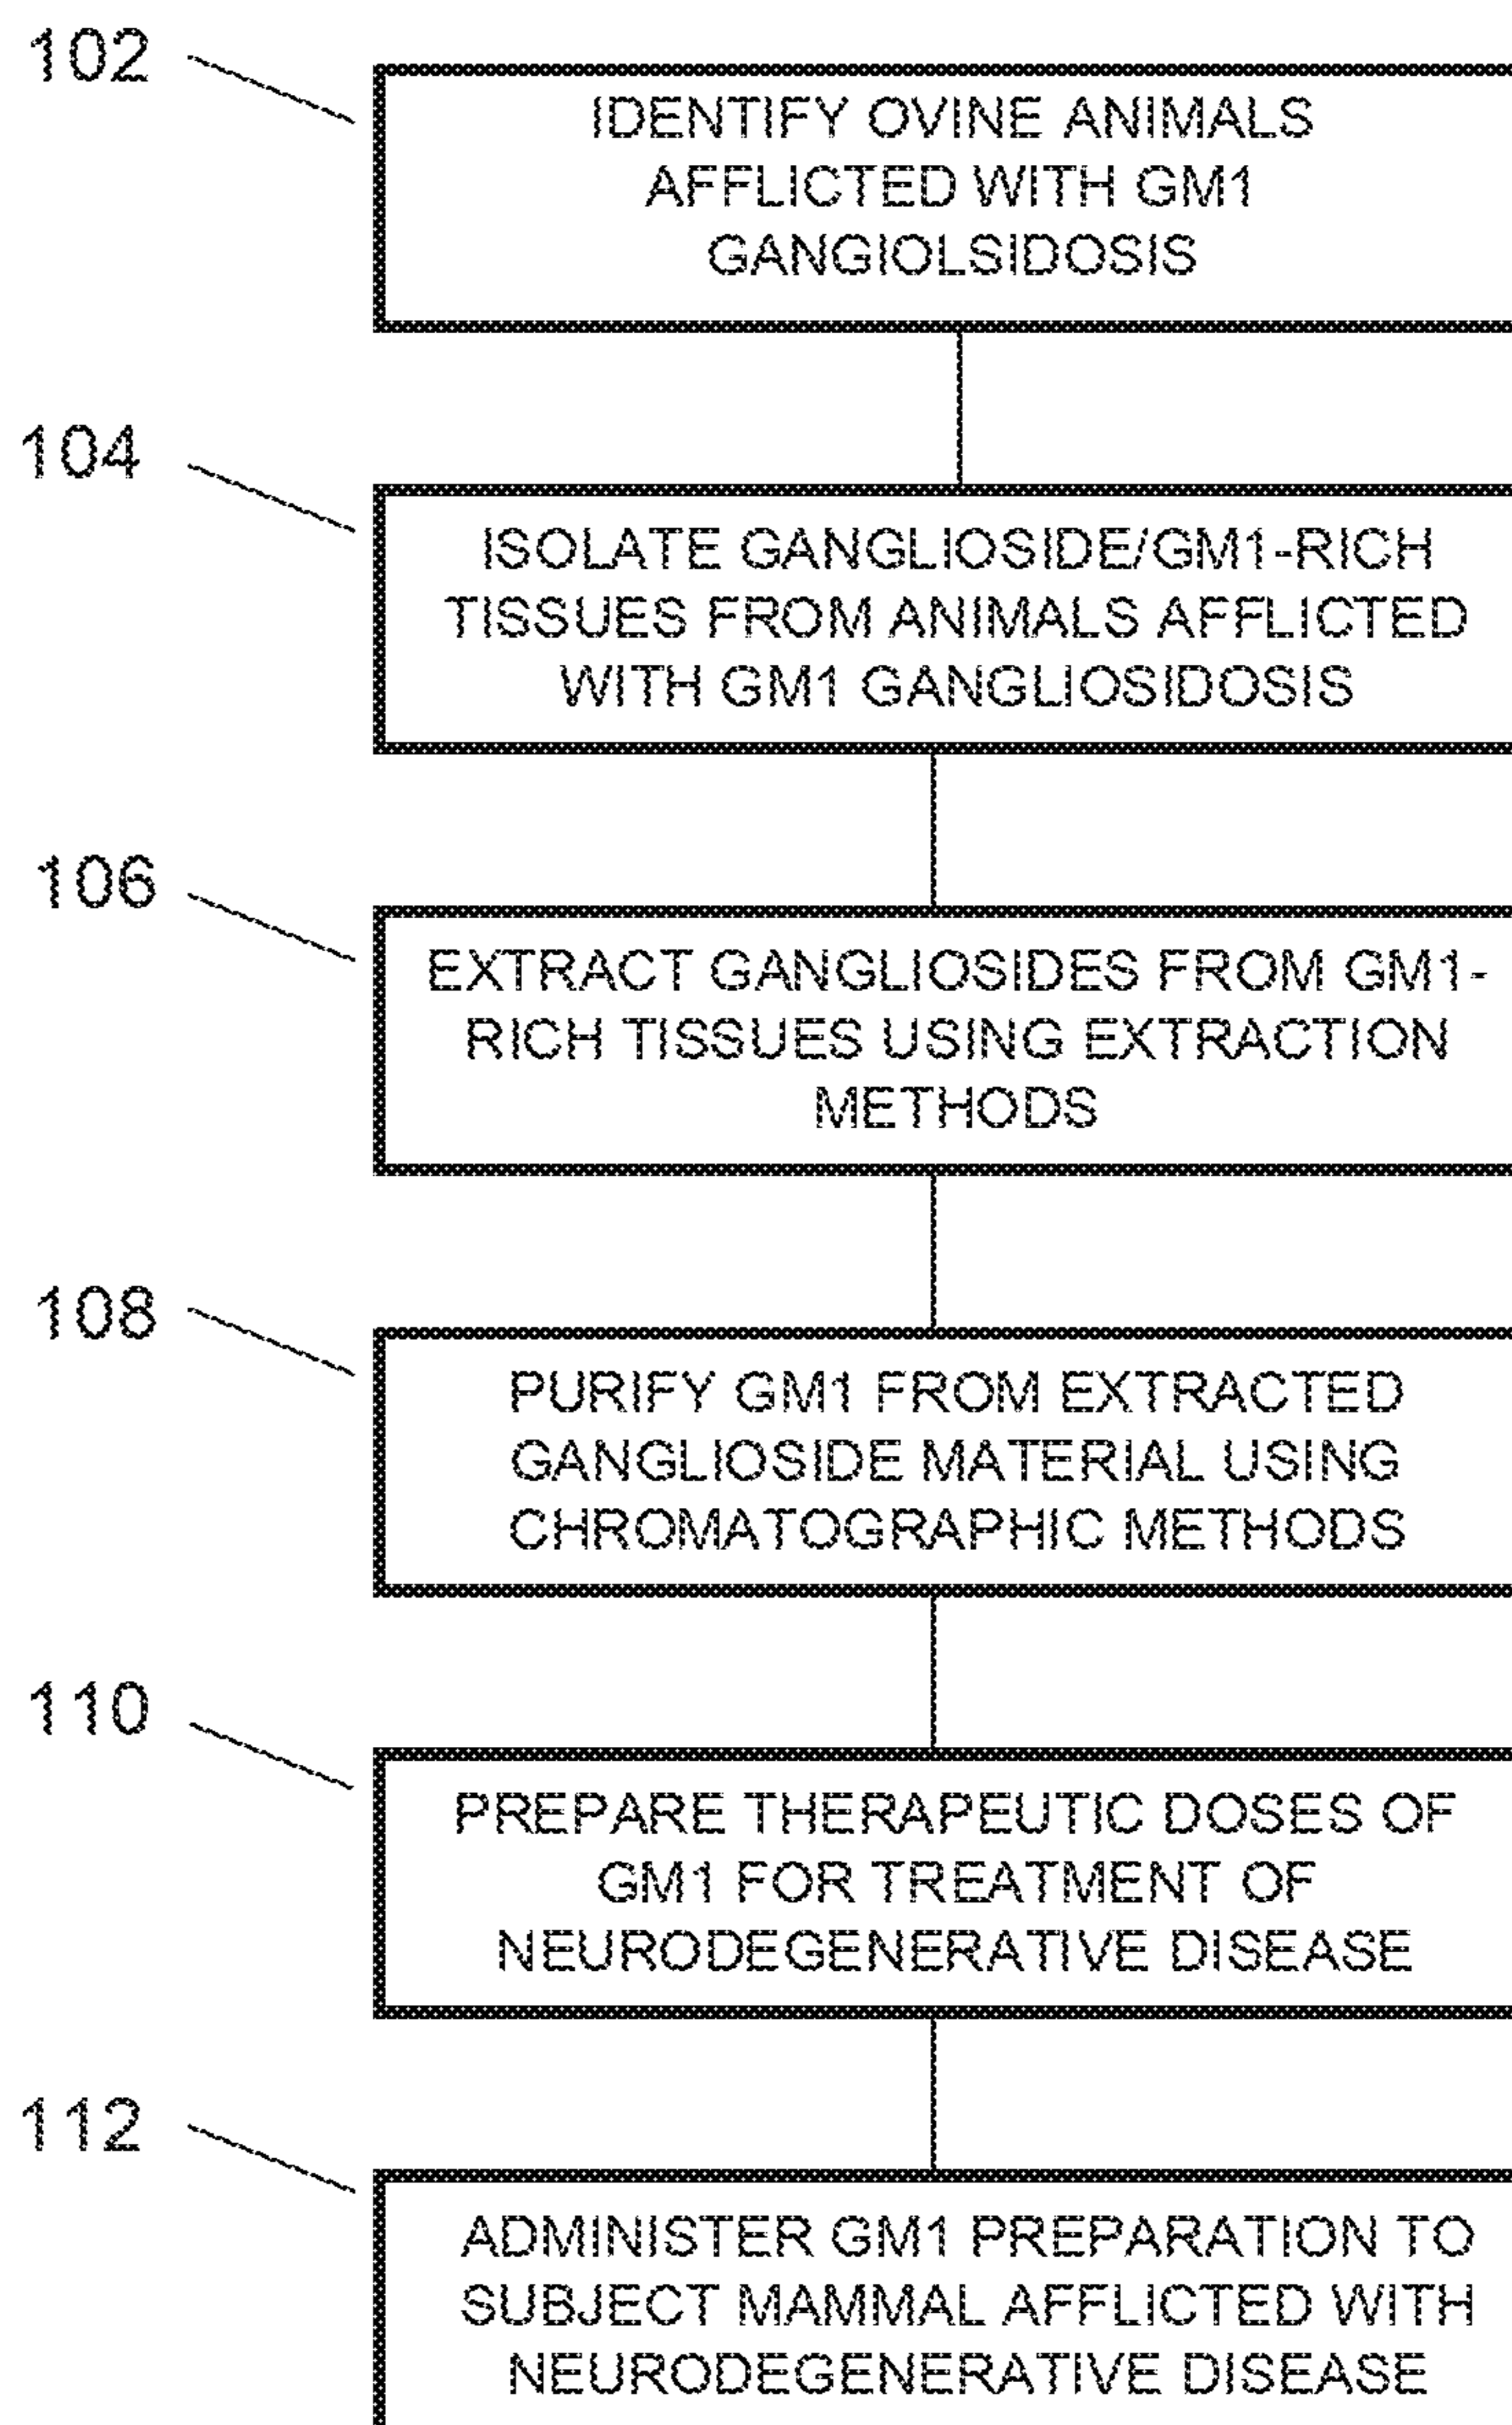 102
IDENTIFY OVINE ANIMALS
AFFLICTED WITH GM1
GANGIOLSIDOSIS
104
ISOLATE GANGLIOSIDE/GM1-RICH
TISSUES FROM ANIMALS AFFLICTED
WITH GM1 GANGLIOSIDOSIS
106
EXTRACT GANGLIOSIDES FROM GM1-
RICH TISSUES USING EXTRACTION
METHODS
108
PURIFY GM1 FROM EXTRACTED
GANGLIOSIDE MATERIAL USING
CHROMATOGRAPHIC METHODS
110
PREPARE THERAPEUTIC DOSES OF
GM1 FOR TREATMENT OF
NEURODEGENERATIVE DISEASE
112
ADMINISTER GM1 PREPARATION TO
SUBJECT MAMMAL AFFLICTED WITH
NEURODEGENERATIVE DISEASE